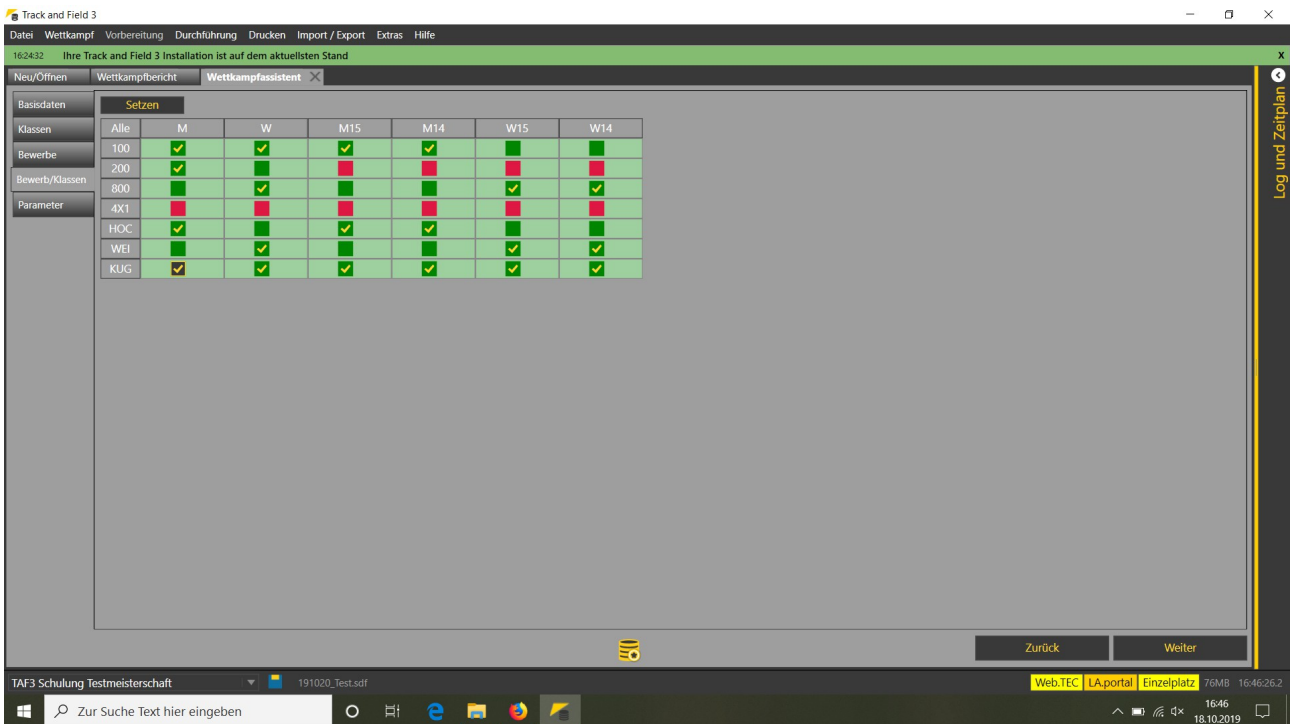 Track and Field 3
Datei Wettkampf Vorbereitung Durchführung Drucken Import / Export Extras Hilfe
16:24:32 Ihre Track and Field 3 Installation ist auf dem aktuellsten Stand X
Neu/Öffnen Wettkampfbericht Wettkampfassistent
Log und Zeitplan
Basisdaten
Klassen
Bewerbe
Bewerb/Klassen
Parameter
Setzen
Alle M W M15 M14 W15 W14
100
200
800
4X1
HOC
WEI
KUG
Zurück Weiter
TAF3 Schulung Testmeisterschaft 191020_Test.sdf Web.TEC LA.portal Einzelplatz 76MB 16:46:26.2
Zur Suche Text hier eingeben 16:46
18.10.2019